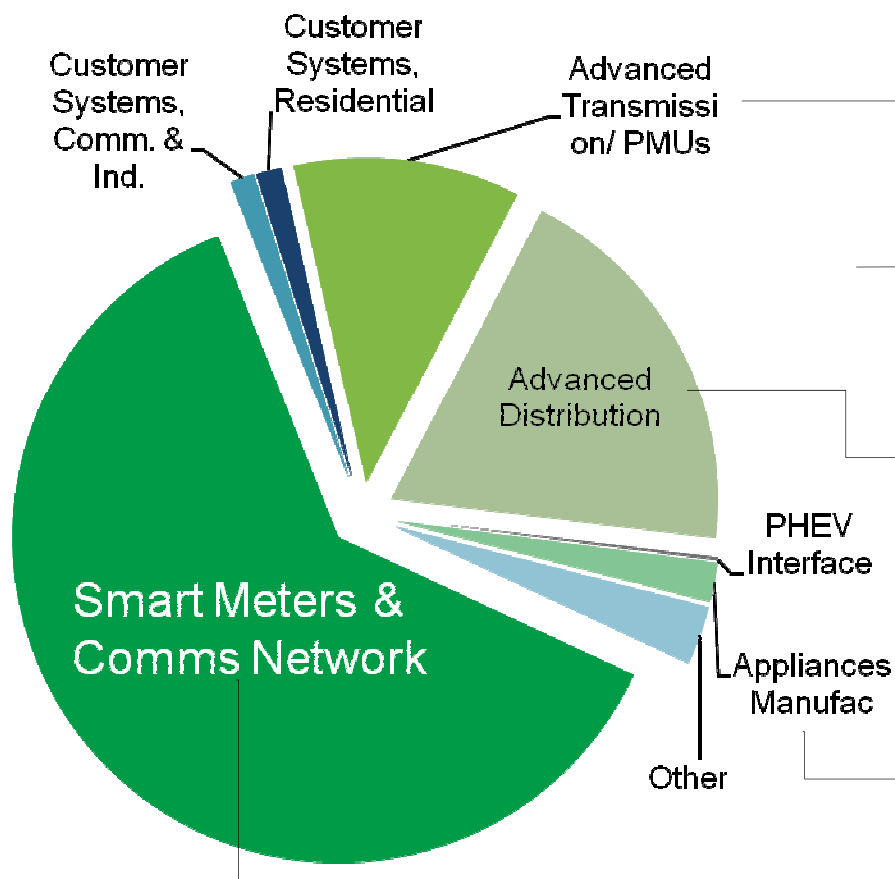 Customer
Systems,
Comm. &
Ind.
Customer
Systems,
Residential
Advanced
Transmissi
on/ PMUs
Advanced
Distribution
PHEV
Interface
Appliances
Manufac
Other
Smart Meters &
Comms Network